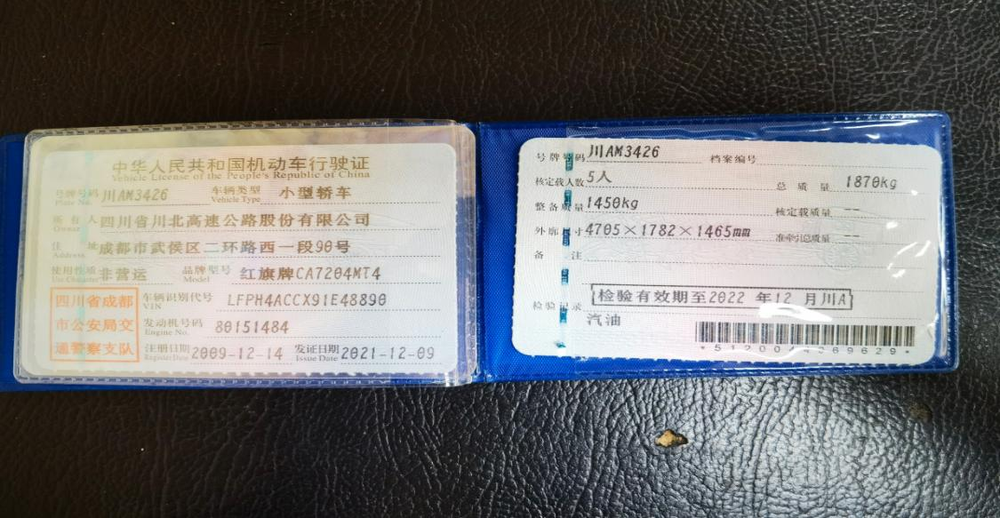 中华人民共和国机动车行驶证
Vehicle License of the People's Republic of China
号牌号码 川AM3426 车辆类型 小型轿车
Plate No. Vehicle Type
所有人 四川省川北高速公路股份有限公司
Owner
住址 成都市武侯区二环路西一段90号
Address
使用性质 非营运 品牌型号 红旗牌CA7204MT4
Use Character Model
四川省成都
市公安局交
通警察支队
车辆识别代号 LFPH4ACCX91E48890
VIN
发动机号码 80151484
Engine No.
注册日期 2009-12-14 发证日期 2021-12-09
Register Date Issue Date
号牌号码 川AM3426 档案编号
核定载人数 5人 总质量 1870kg
整备质量 1450kg 核定载质量 --
外廓尺寸 4705×1782×1465mm 准牵引总质量 --
备注
检验记录 检验有效期至2022年12月川A
汽油